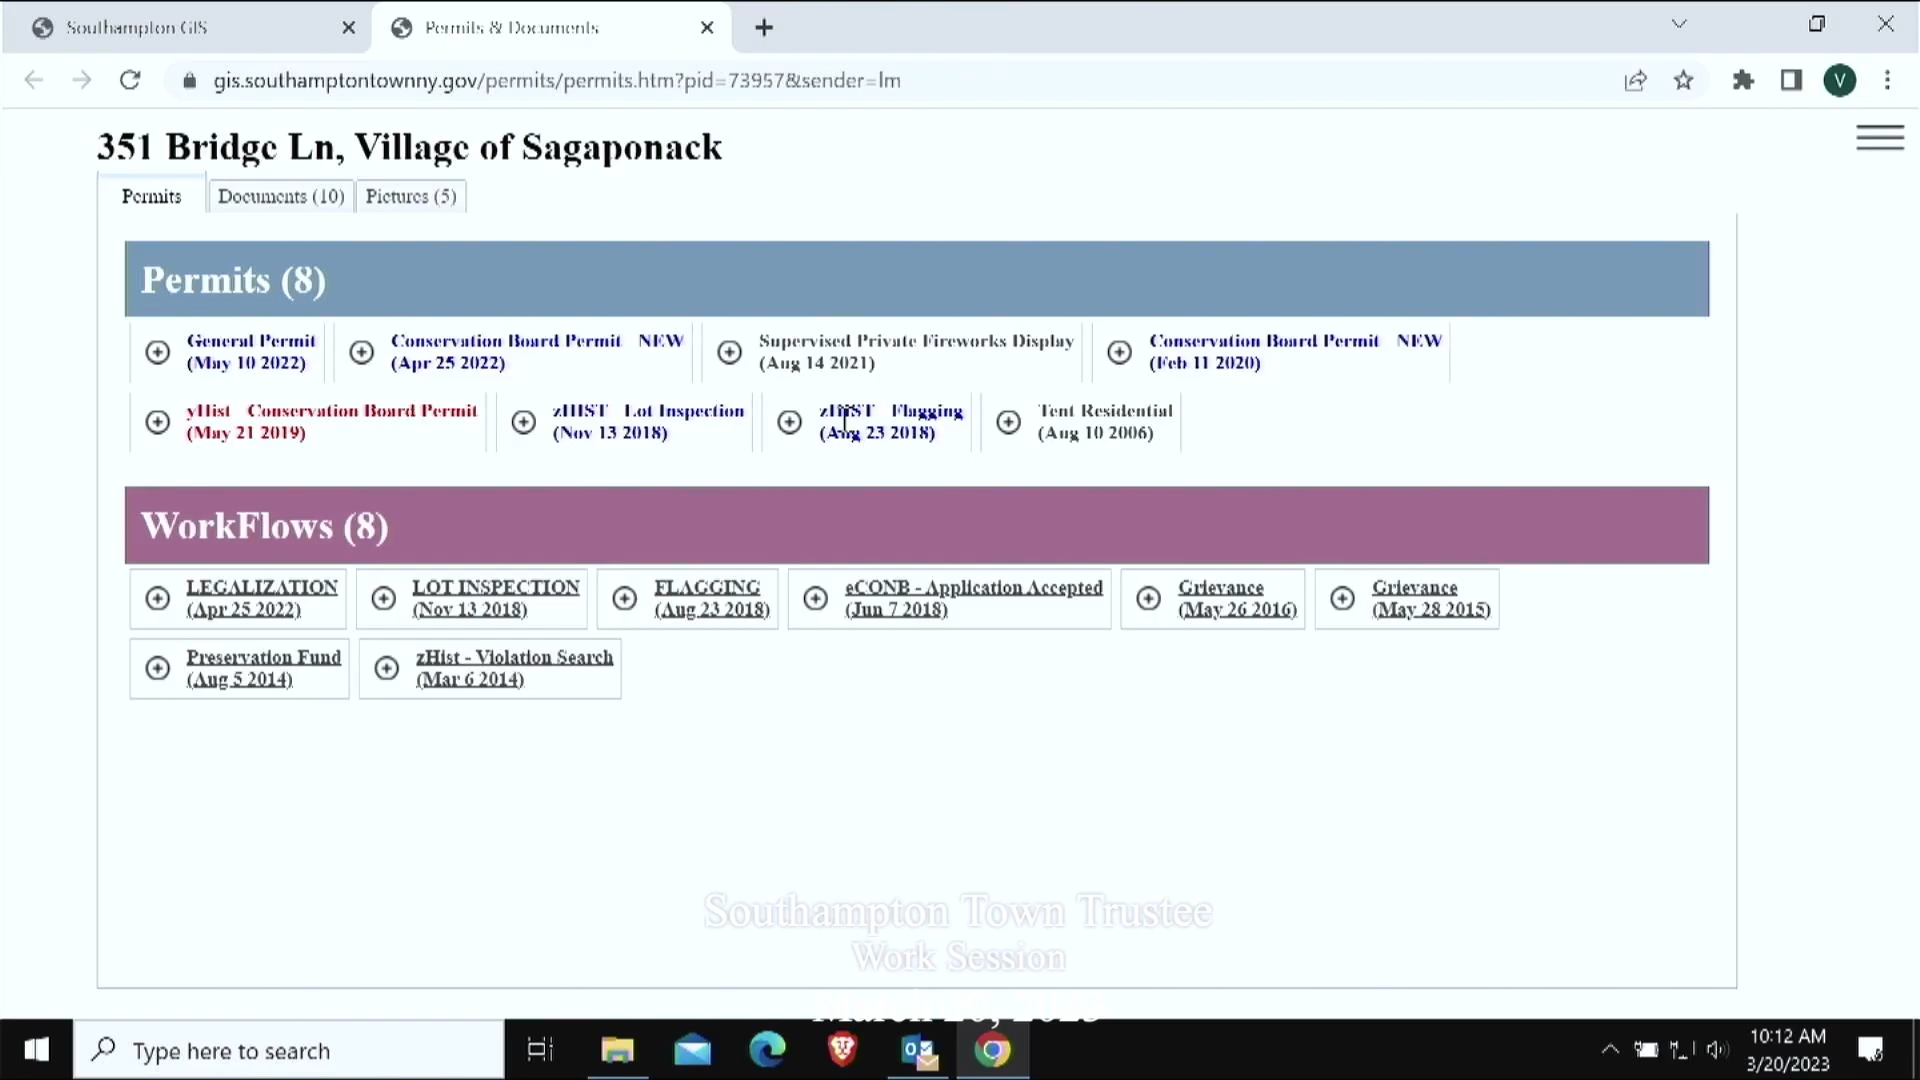 Southampton GIS
Permits & Documents
gis.southamptontownny.gov/permits/permits.htm?pid=73957&sender=lm
V
351 Bridge Ln, Village of Sagaponack
Permits
Documents (10)
Pictures (5)
Permits (8)
General Permit
(May 10 2022)
Conservation Board Permit NEW
(Apr 25 2022)
Supervised Private Fireworks Display
(Aug 14 2021)
Conservation Board Permit NEW
(Feb 11 2020)
yHist Conservation Board Permit
(May 21 2019)
zHIST Lot Inspection
(Nov 13 2018)
zHIST Flagging
(Aug 23 2018)
Tent Residential
(Aug 10 2006)
WorkFlows (8)
LEGALIZATION
(Apr 25 2022)
LOT INSPECTION
(Nov 13 2018)
FLAGGING
(Aug 23 2018)
eCONB - Application Accepted
(Jun 7 2018)
Grievance
(May 26 2016)
Grievance
(May 28 2015)
Preservation Fund
(Aug 5 2014)
zHist - Violation Search
(Mar 6 2014)
Southampton Town Trustee
Work Session
March 20, 2023
Type here to search
10:12 AM
3/20/2023